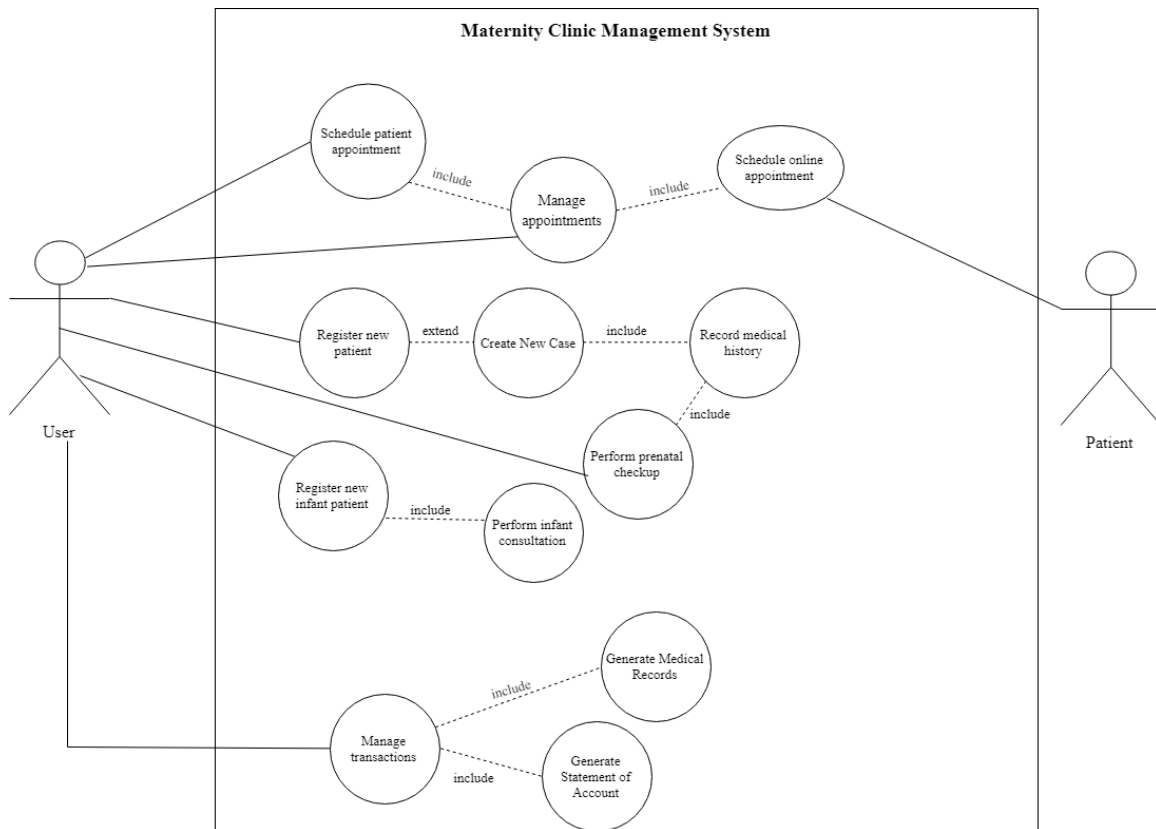 Maternity Clinic Management System
Schedule patient
appointment
include
Manage
appointments
include
Schedule online
appointment
Register new
patient
extend
Create New Case
include
Record medical
history
include
User
Perform prenatal
checkup
Patient
Register new
infant patient
include
Perform infant
consultation
Generate Medical
Records
include
Manage
transactions
include
Generate
Statement of
Account